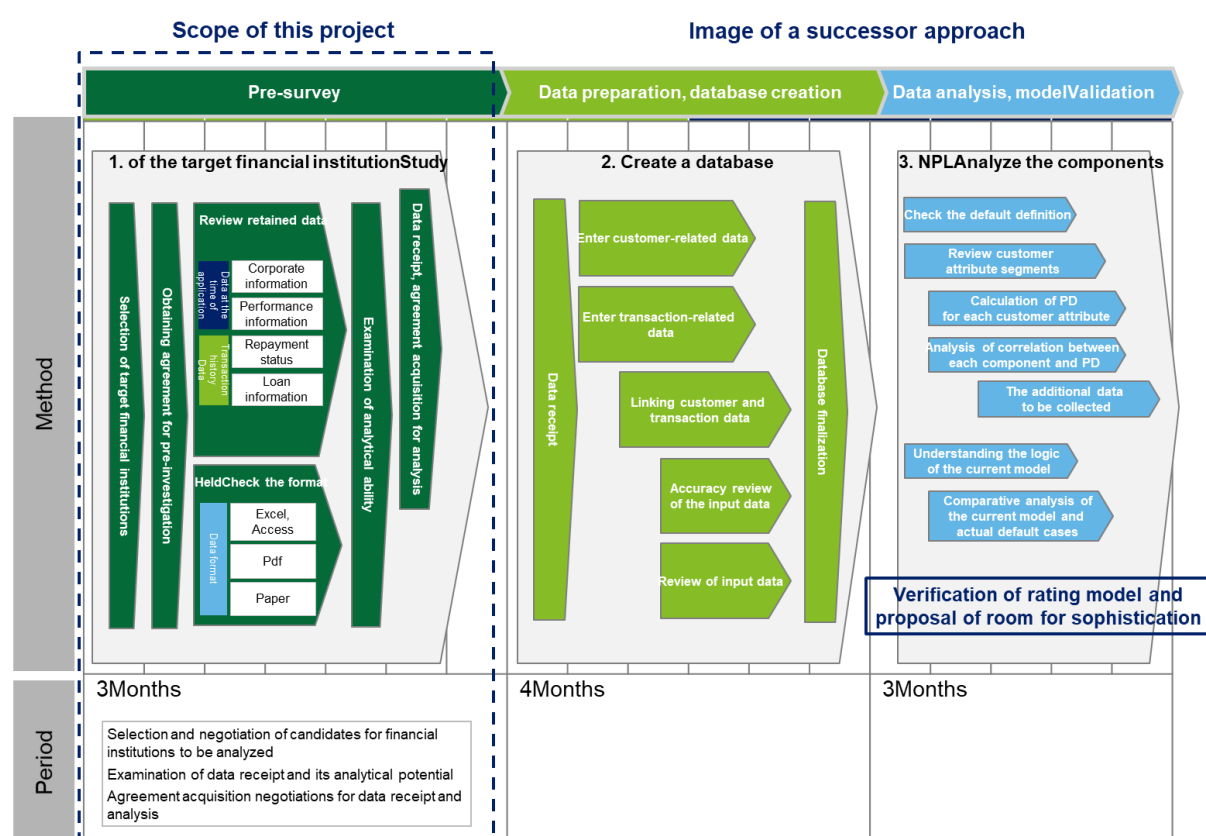 Scope of this project
Image of a successor approach
Pre-survey
Data preparation, database creation
Data analysis, modelValidation
Method
1. of the target financial institutionStudy
Selection of target financial institutions
Obtaining agreement for pre-investigation
Review retained data
Data at the
time of
application
Corporate
information
Performance
information
Transaction
history
Data
Repayment
status
Loan
information
HeldCheck the format
Data format
Excel,
Access
Pdf
Paper
Examination of analytical ability
Data receipt, agreement acquisition for analysis
2. Create a database
Data receipt
Enter customer-related data
Enter transaction-related
data
Linking customer and
transaction data
Accuracy review
of the input data
Review of input data
Database finalization
3. NPLAnalyze the components
Check the default definition
Review customer
attribute segments
Calculation of PD
for each customer attribute
Analysis of correlation between
each component and PD
The additional data
to be collected
Understanding the logic
of the current model
Comparative analysis of
the current model and
actual default cases
Verification of rating model and
proposal of room for sophistication
Period
3Months
4Months
3Months
Selection and negotiation of candidates for financial
institutions to be analyzed
Examination of data receipt and its analytical potential
Agreement acquisition negotiations for data receipt and
analysis